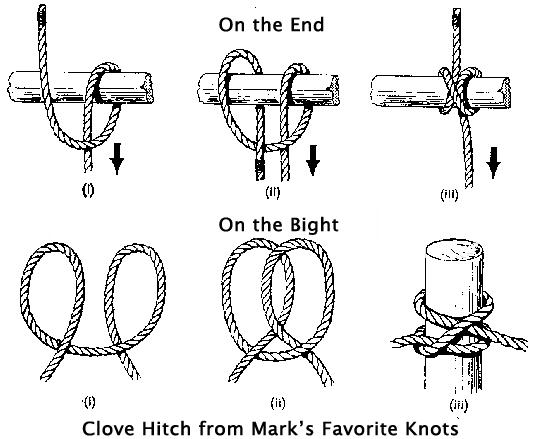 On the End
(i) (ii) (iii)
On the Bight
(i) (ii) (iii)
Clove Hitch from Mark's Favorite Knots